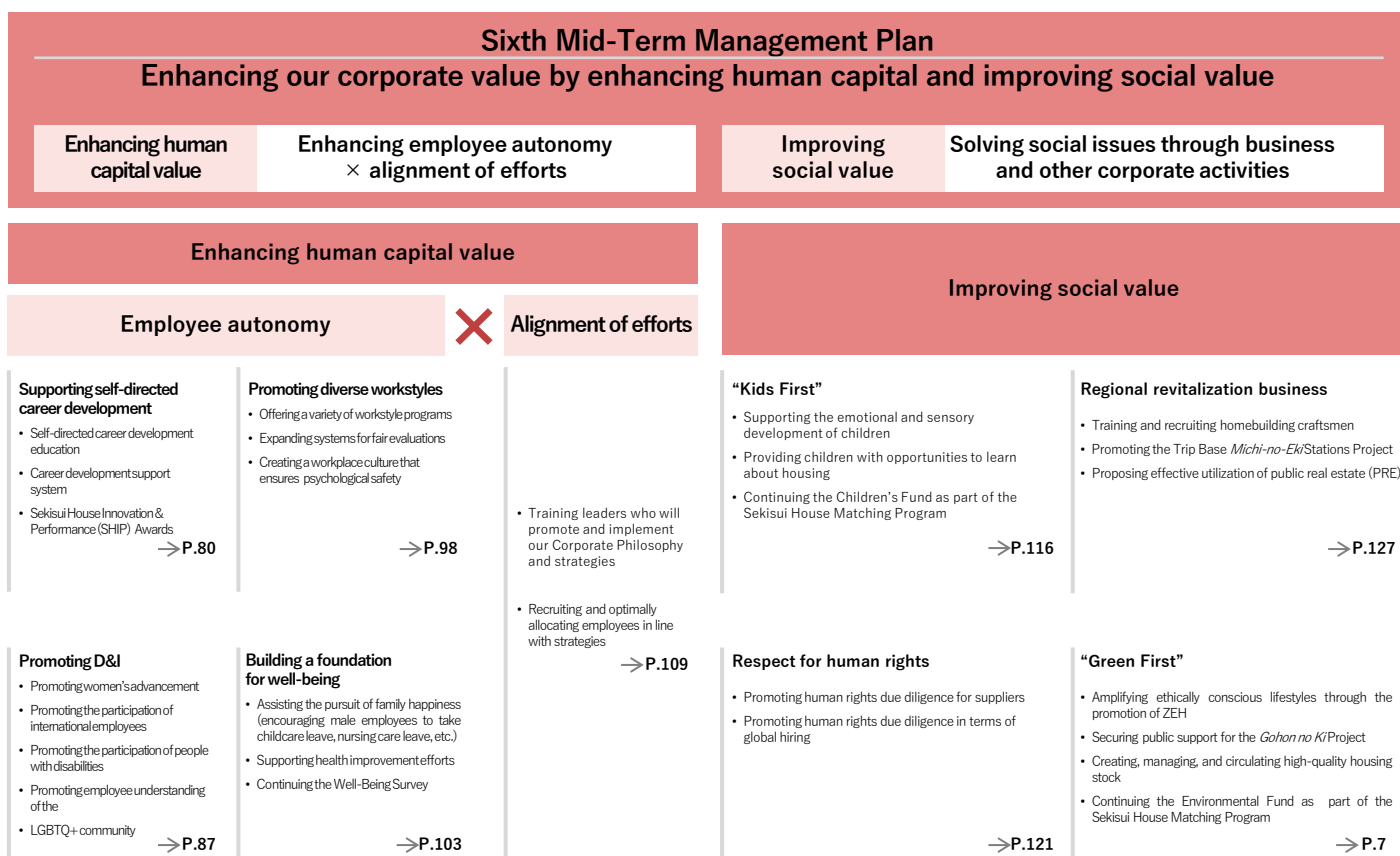 Sixth Mid-Term Management Plan
Enhancing our corporate value by enhancing human capital and improving social value
Enhancing human
capital value
Enhancing employee autonomy
× alignment of efforts
Improving
social value
Solving social issues through business
and other corporate activities
Enhancing human capital value
Employee autonomy
Alignment of efforts
Supporting self-directed
career development
• Self-directed career development
education
• Career development support
system
• Sekisui House Innovation &
Performance (SHIP) Awards
→P.80
Promoting diverse workstyles
• Offering a variety of workstyle programs
• Expanding systems for fair evaluations
• Creating a workplace culture that
ensures psychological safety
→P.98
Promoting D&I
• Promoting women's advancement
• Promoting the participation of
international employees
• Promoting the participation of people
with disabilities
• Promoting employee understanding
of the
• LGBTQ+ community
→P.87
Building a foundation
for well-being
• Assisting the pursuit of family happiness
(encouraging male employees to take
childcare leave, nursing care leave, etc.)
• Supporting health improvement efforts
• Continuing the Well-Being Survey
→P.103
• Training leaders who will
promote and implement
our Corporate Philosophy
and strategies
• Recruiting and optimally
allocating employees in line
with strategies
→P.109
Improving social value
“Kids First”
• Supporting the emotional and sensory
development of children
• Providing children with opportunities to learn
about housing
• Continuing the Children's Fund as part of the
Sekisui House Matching Program
→P.116
Regional revitalization business
• Training and recruiting homebuilding craftsmen
• Promoting the Trip Base Michi-no-Eki Stations Project
• Proposing effective utilization of public real estate (PRE)
→P.127
Respect for human rights
• Promoting human rights due diligence for suppliers
• Promoting human rights due diligence in terms of
global hiring
→P.121
“Green First”
• Amplifying ethically conscious lifestyles through the
promotion of ZEH
• Securing public support for the Gohon no Ki Project
• Creating, managing, and circulating high-quality housing
stock
• Continuing the Environmental Fund as part of the
Sekisui House Matching Program
→P.7